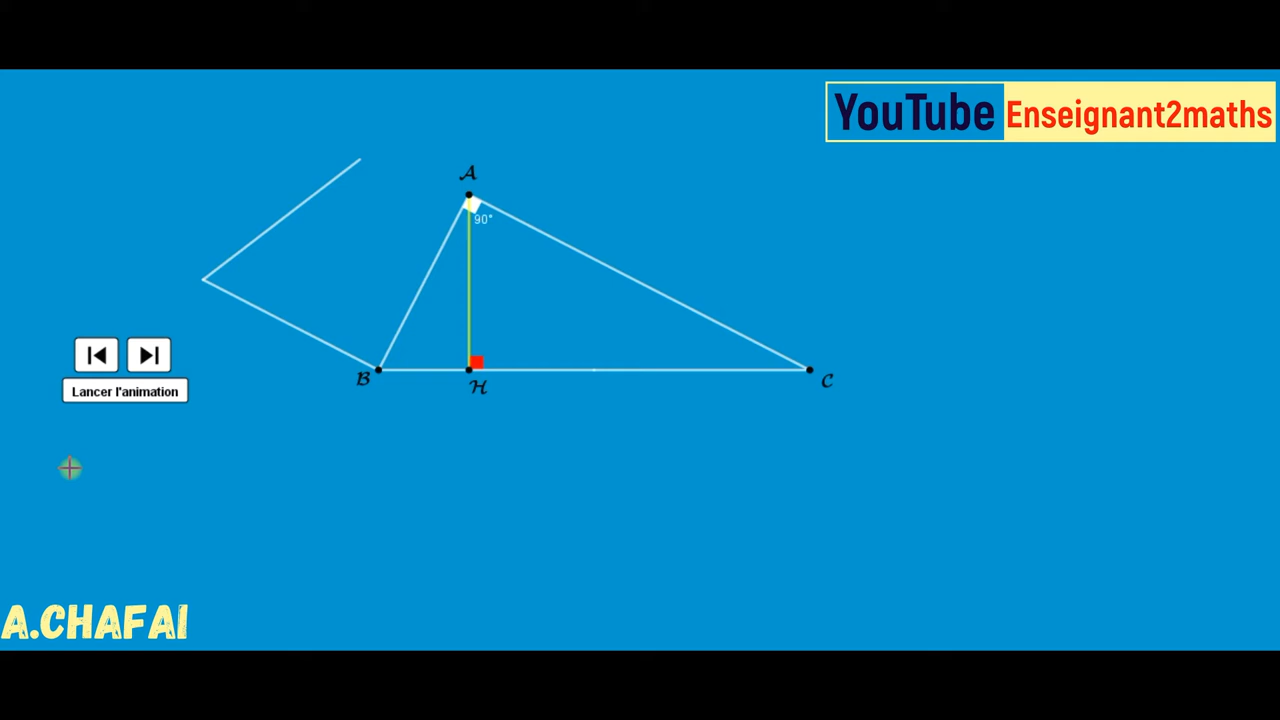 YouTube Enseignant2maths
A
90°
B
H
C
Lancer l'animation
A.CHAFAI